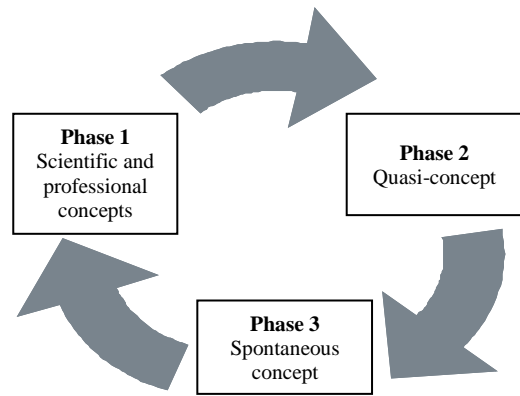 Phase 1
Scientific and
professional
concepts
Phase 2
Quasi-concept
Phase 3
Spontaneous
concept